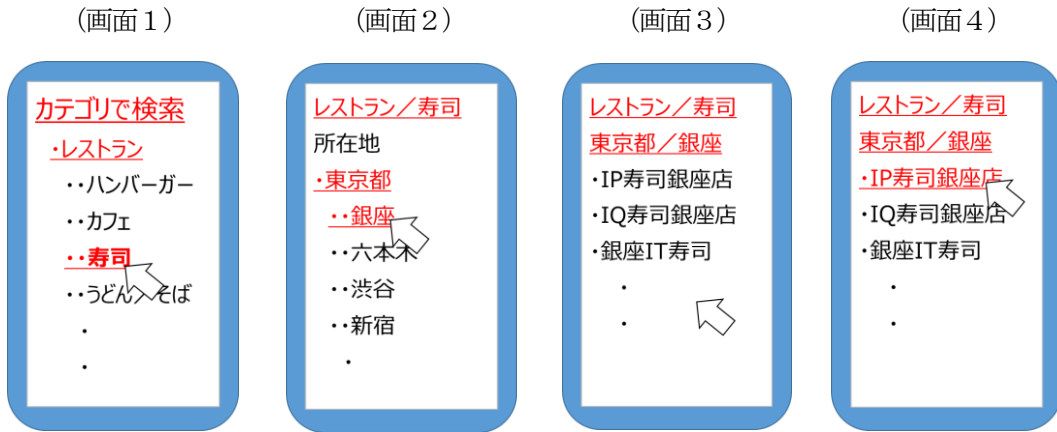 (画面1)
カテゴリで検索
・レストラン
・・ハンバーガー
・・カフェ
・・寿司
・・うどん／そば
・
・
(画面2)
レストラン／寿司
所在地
・東京都
・・銀座
・・六本木
・・渋谷
・・新宿
・
(画面3)
レストラン／寿司
東京都／銀座
・IP寿司銀座店
・IQ寿司銀座店
・銀座IT寿司
・
・
(画面4)
レストラン／寿司
東京都／銀座
・IP寿司銀座店
・IQ寿司銀座店
・銀座IT寿司
・
・